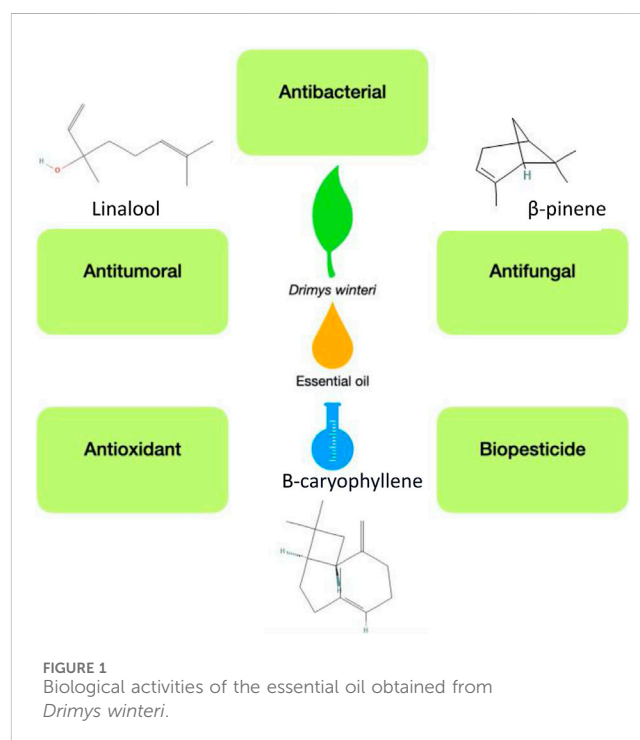 Antibacterial
H
O
Linalool
H
β-pinene
Antitumoral
Drimys winteri
Antifungal
Essential oil
Antioxidant
Biopesticide
B-caryophyllene
H
H
H
FIGURE 1
Biological activities of the essential oil obtained from
Drimys winteri.